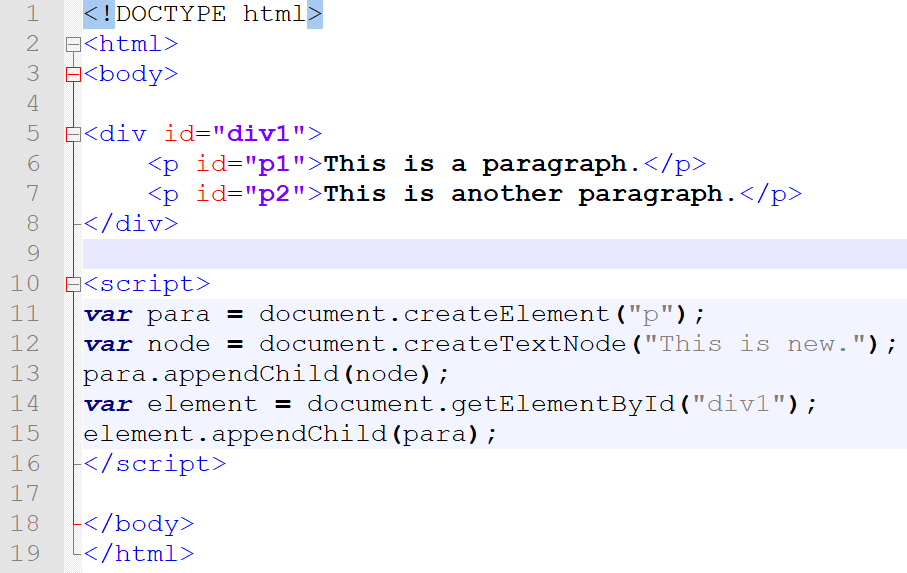 1 <!DOCTYPE html>
2 <html>
3 <body>
4
5 <div id="div1">
6     <p id="p1">This is a paragraph.</p>
7     <p id="p2">This is another paragraph.</p>
8 </div>
9
10 <script>
11 var para = document.createElement("p");
12 var node = document.createTextNode("This is new.");
13 para.appendChild(node);
14 var element = document.getElementById("div1");
15 element.appendChild(para);
16 </script>
17
18 </body>
19 </html>